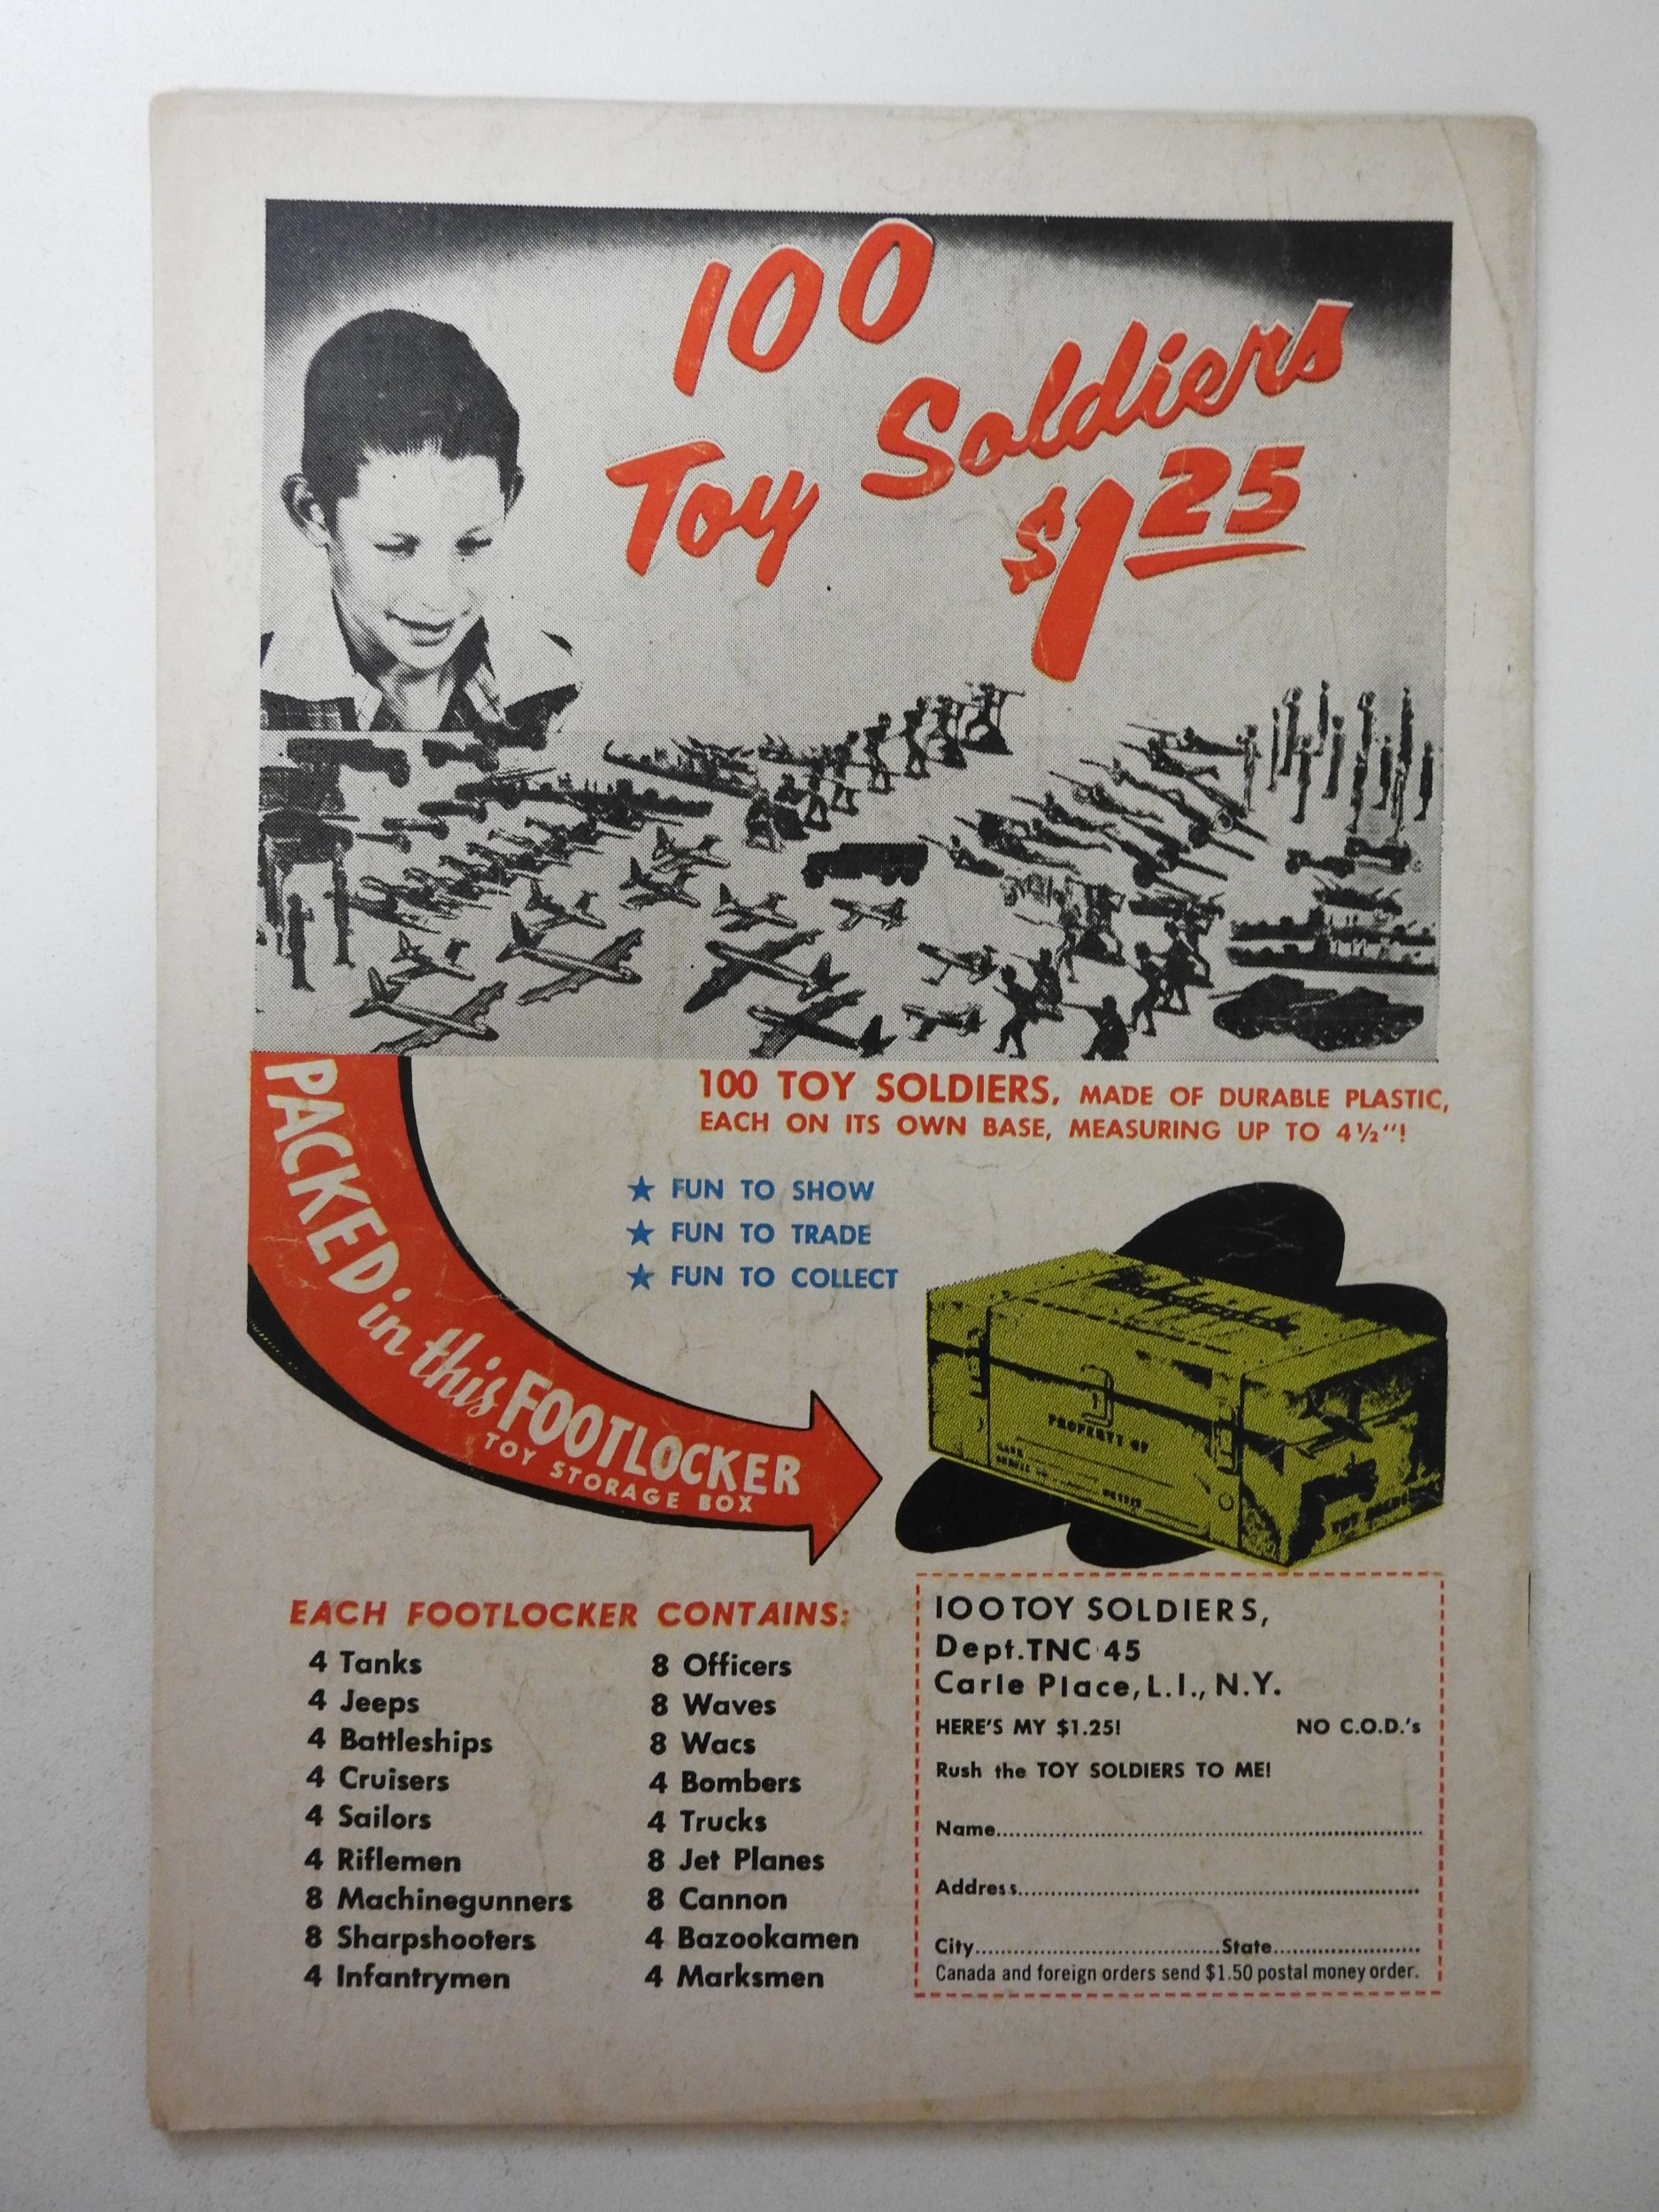 100
Toy Soldiers
$1 25
100 TOY SOLDIERS, MADE OF DURABLE PLASTIC,
EACH ON ITS OWN BASE, MEASURING UP TO 4½"!
★ FUN TO SHOW
★ FUN TO TRADE
★ FUN TO COLLECT
PACKED in this FOOTLOCKER
TOY STORAGE BOX
PROPERTY OF
EACH FOOTLOCKER CONTAINS:
4 Tanks
4 Jeeps
4 Battleships
4 Cruisers
4 Sailors
4 Riflemen
8 Machinegunners
8 Sharpshooters
4 Infantrymen
8 Officers
8 Waves
8 Wacs
4 Bombers
4 Trucks
8 Jet Planes
8 Cannon
4 Bazookamen
4 Marksmen
100 TOY SOLDIERS,
Dept. TNC 45
Carle Place, L.I., N.Y.
HERE'S MY $1.25! NO C.O.D.'s
Rush the TOY SOLDIERS TO ME!
Name
Address
City State
Canada and foreign orders send $1.50 postal money order.